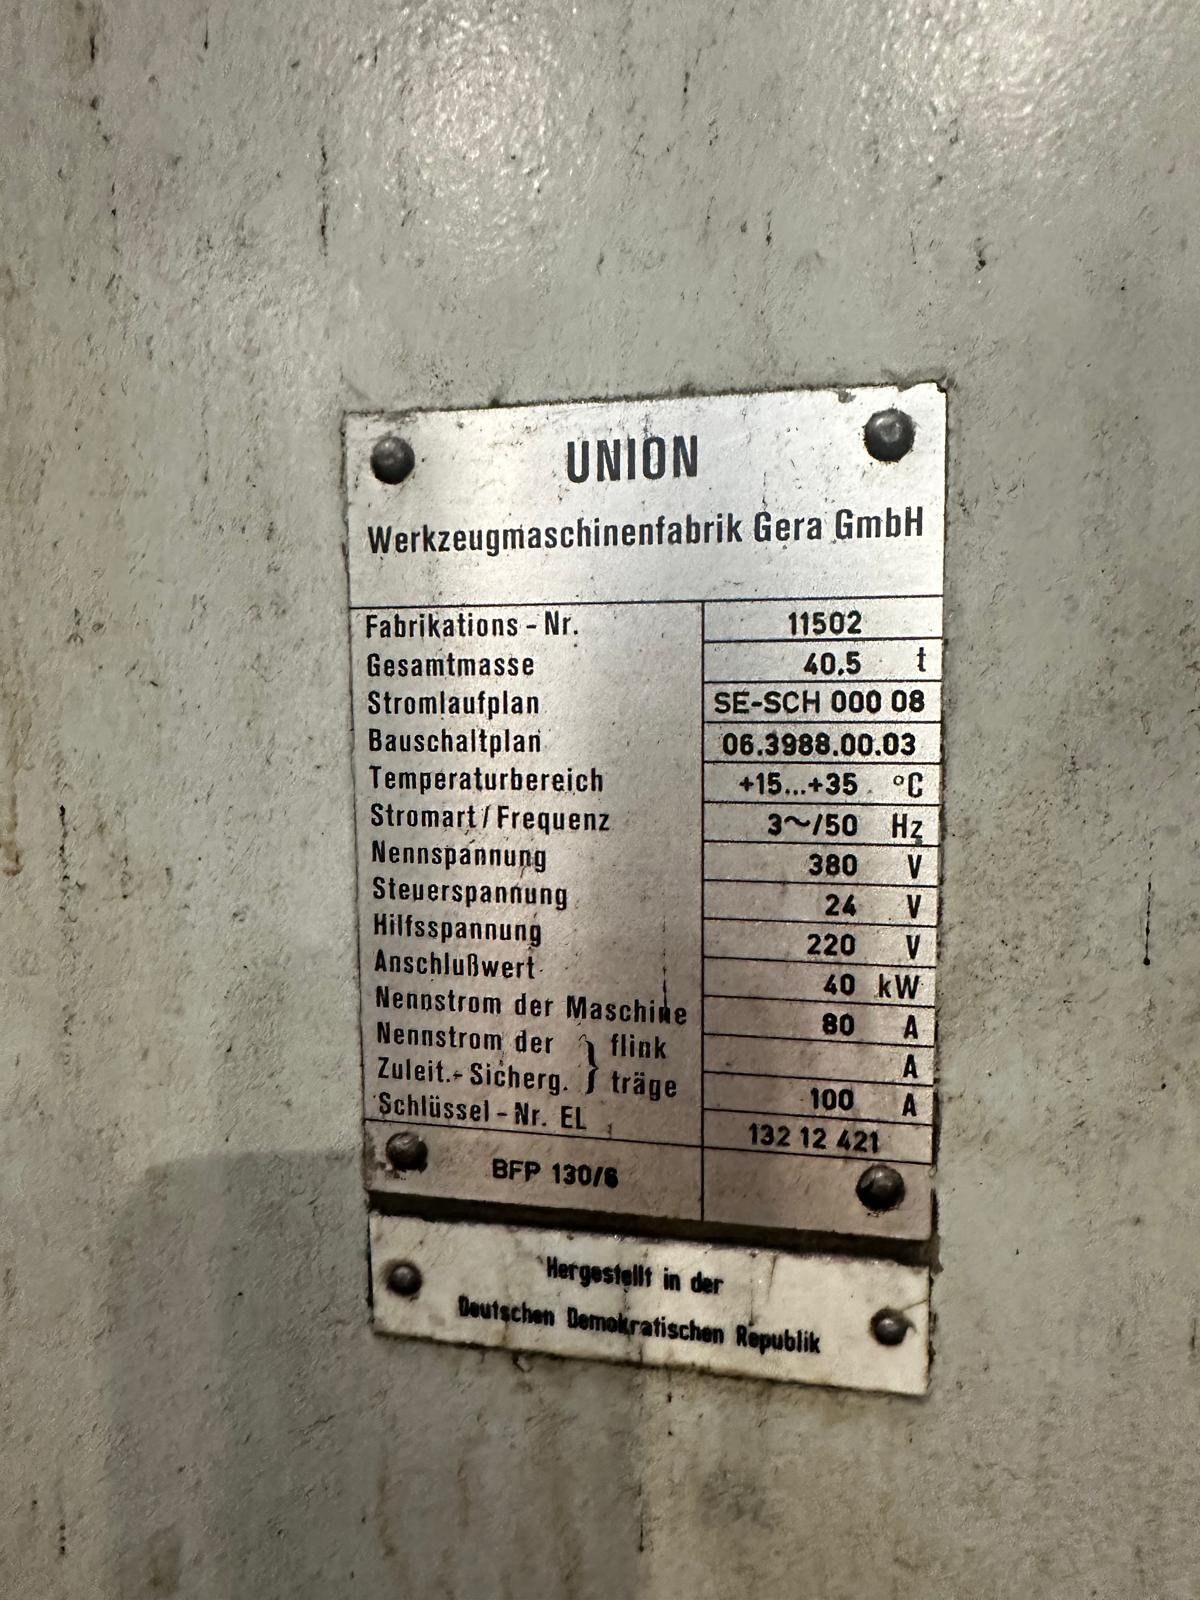 UNION
Werkzeugmaschinenfabrik Gera GmbH
Fabrikations - Nr. 11502
Gesamtmasse 40.5 t
Stromlaufplan SE-SCH 000 08
Bauschaltplan 06.3988.00.03
Temperaturbereich +15...+35 °C
Stromart / Frequenz 3~/50 Hz
Nennspannung 380 V
Steuerspannung 24 V
Hilfsspannung 220 V
Anschlußwert 40 kW
Nennstrom der Maschine 80 A
Nennstrom der } flink A
Zuleit.- Sicherg. } träge 100 A
Schlüssel - Nr. EL 132 12 421
BFP 130/6
Hergestellt in der
Deutschen Demokratischen Republik